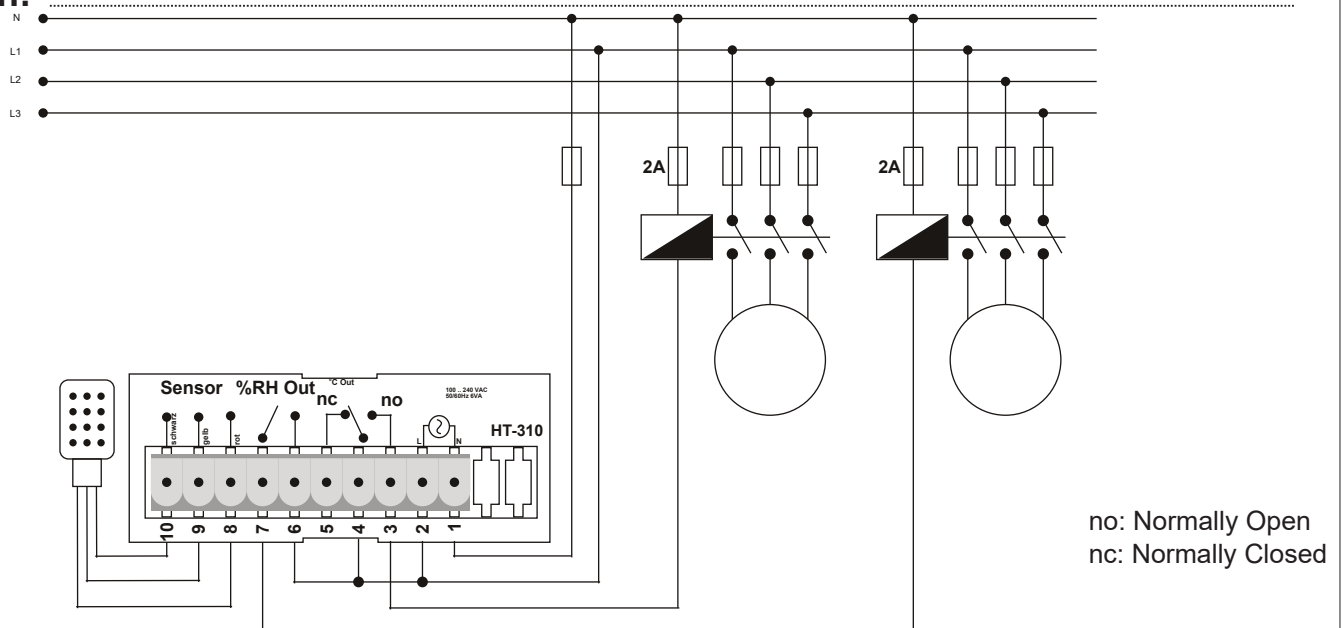 N
L1
L2
L3
2A
2A
Sensor %RH Out °C Out
nc no
100 .. 240 VAC
50/60Hz 6VA
schwarz
gelb
rot
L N
HT-310
10 9 8 7 6 5 4 3 2 1
no: Normally Open
nc: Normally Closed